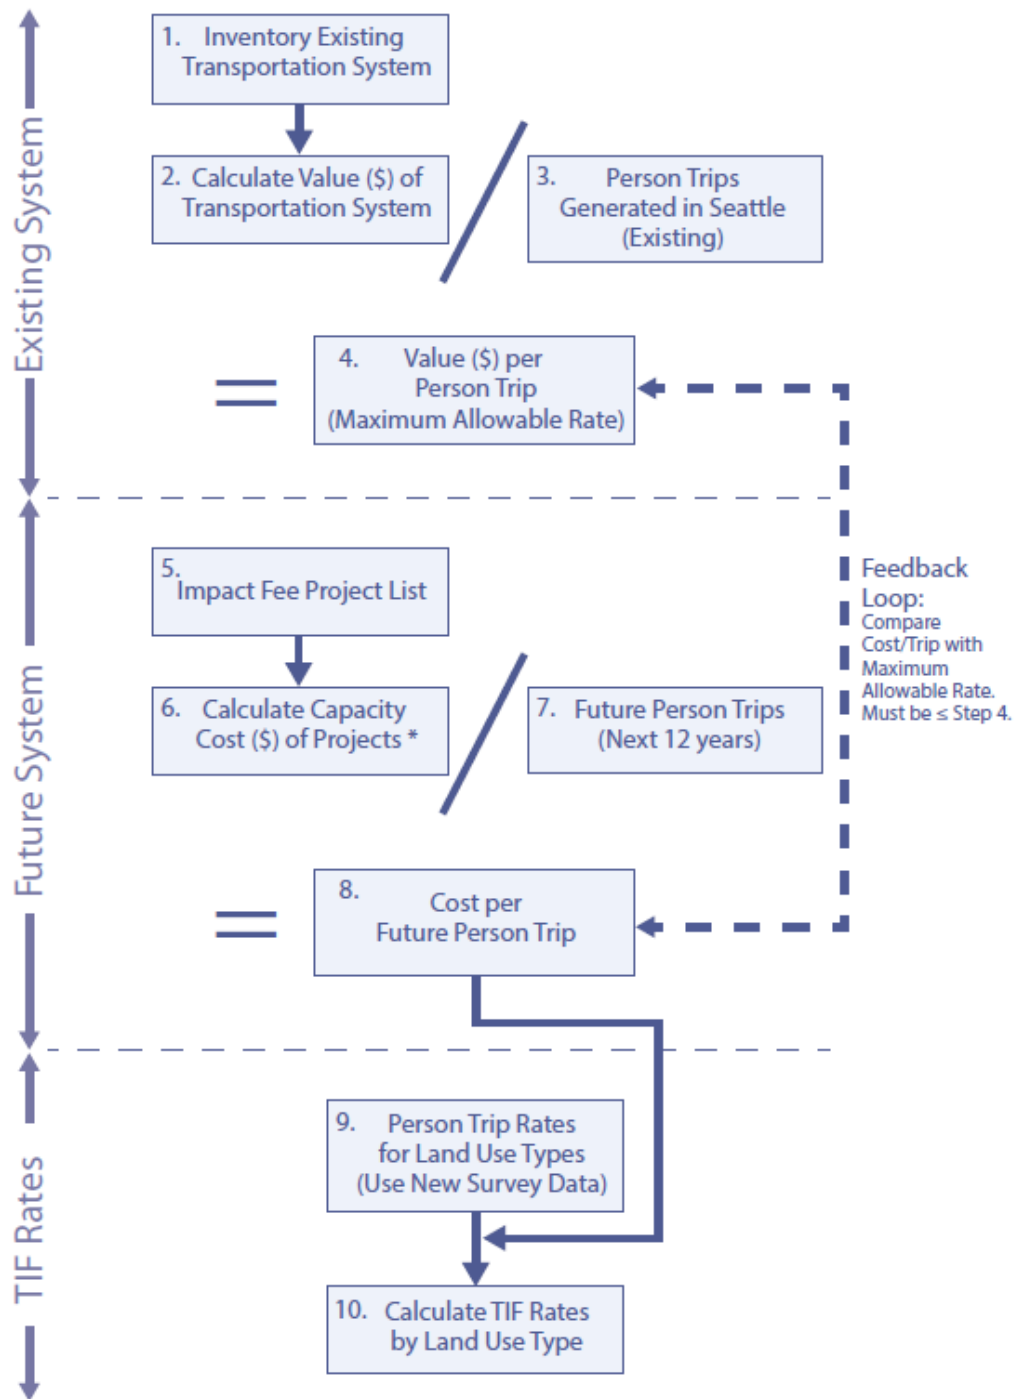 Existing System
1. Inventory Existing
Transportation System
2. Calculate Value ($) of
Transportation System
3. Person Trips
Generated in Seattle
(Existing)
=
4. Value ($) per
Person Trip
(Maximum Allowable Rate)
Future System
5.
Impact Fee Project List
6. Calculate Capacity
Cost ($) of Projects *
7. Future Person Trips
(Next 12 years)
Feedback
Loop:
Compare
Cost/Trip with
Maximum
Allowable Rate.
Must be ≤ Step 4.
=
8. Cost per
Future Person Trip
TIF Rates
9. Person Trip Rates
for Land Use Types
(Use New Survey Data)
10. Calculate TIF Rates
by Land Use Type